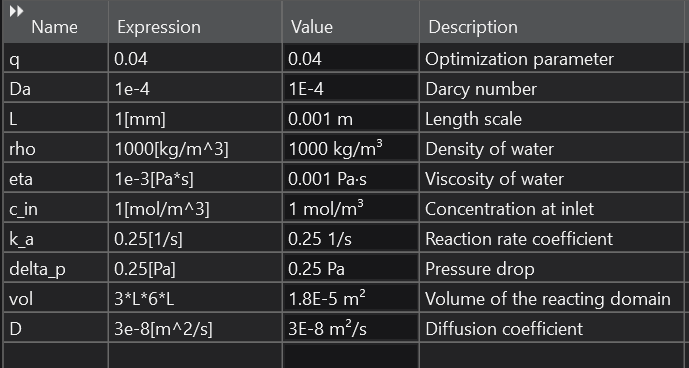 Name Expression Value Description
q 0.04 0.04 Optimization parameter
Da 1e-4 1E-4 Darcy number
L 1[mm] 0.001 m Length scale
rho 1000[kg/m^3] 1000 kg/m³ Density of water
eta 1e-3[Pa*s] 0.001 Pa·s Viscosity of water
c_in 1[mol/m^3] 1 mol/m³ Concentration at inlet
k_a 0.25[1/s] 0.25 1/s Reaction rate coefficient
delta_p 0.25[Pa] 0.25 Pa Pressure drop
vol 3*L*6*L 1.8E-5 m² Volume of the reacting domain
D 3e-8[m^2/s] 3E-8 m²/s Diffusion coefficient